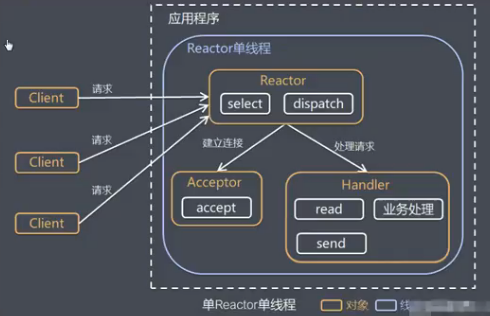 应用程序
Reactor单线程
Reactor
select
dispatch
Client
请求
Client
请求
Client
请求
建立连接
处理请求
Acceptor
accept
Handler
read
业务处理
send
单Reactor单线程
对象
线